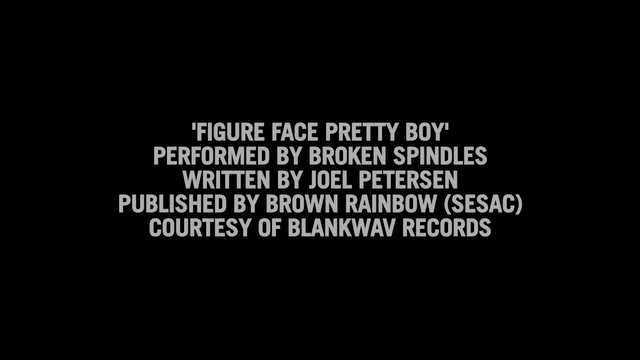 'FIGURE FACE PRETTY BOY'
PERFORMED BY BROKEN SPINDLES
WRITTEN BY JOEL PETERSEN
PUBLISHED BY BROWN RAINBOW (SESAC)
COURTESY OF BLANKWAV RECORDS